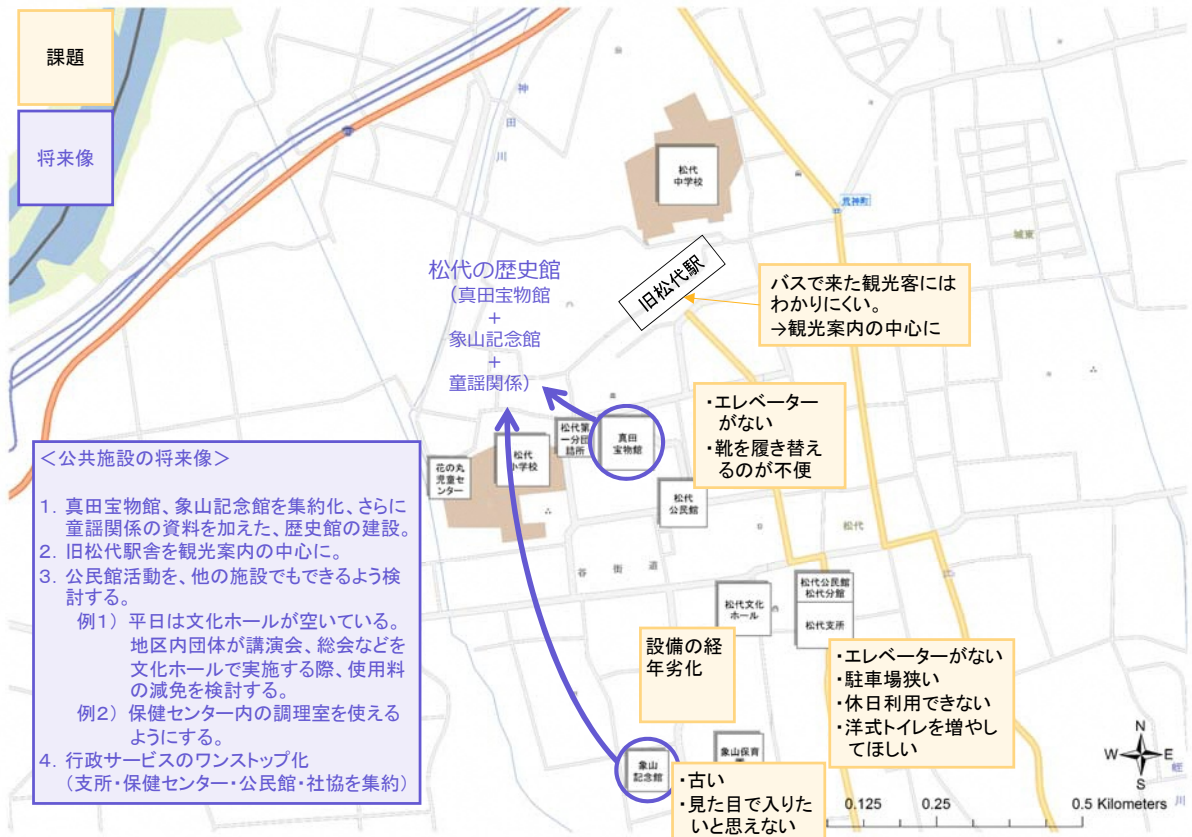 課題
将来像
神
田
川
松代
中学校
荒神町
城東
旧松代駅
バスで来た観光客には
わかりにくい。
→観光案内の中心に
松代の歴史館
（真田宝物館
＋
象山記念館
＋
童謡関係）
・エレベーター
がない
・靴を履き替え
るのが不便
松代第
一分団
詰所
真田
宝物館
松代
小学校
花の丸
児童セ
ンター
松代
公民館
松代
谷街道
＜公共施設の将来像＞
1．真田宝物館、象山記念館を集約化、さらに
童謡関係の資料を加えた、歴史館の建設。
2．旧松代駅舎を観光案内の中心に。
3．公民館活動を、他の施設でもできるよう検
討する。
例1） 平日は文化ホールが空いている。
地区内団体が講演会、総会などを
文化ホールで実施する際、使用料
の減免を検討する。
例2） 保健センター内の調理室を使える
ようにする。
4．行政サービスのワンストップ化
（支所・保健センター・公民館・社協を集約）
松代文化
ホール
松代公民館
松代分館
松代支所
設備の経
年劣化
・エレベーターがない
・駐車場狭い
・休日利用できない
・洋式トイレを増やし
てほしい
象山
記念館
象山保育
・古い
・見た目で入りた
いと思えない
N
W
E
S
0.125
0.25
0.5 Kilometers
蛭
川